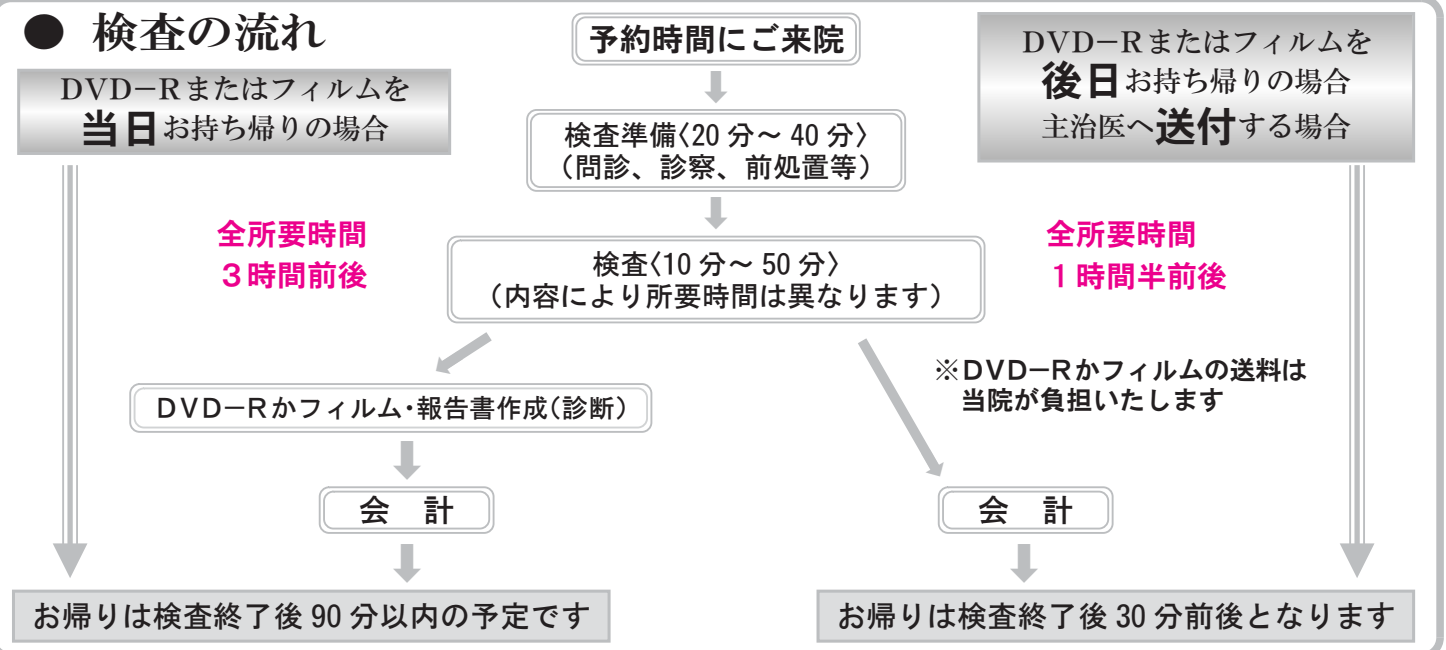 ● 検査の流れ
DVD−Rまたはフィルムを
当日お持ち帰りの場合
予約時間にご来院
DVD−Rまたはフィルムを
後日お持ち帰りの場合
主治医へ送付する場合
検査準備〈20 分～ 40 分〉
（問診、診察、前処置等）
全所要時間
３時間前後
検査〈10 分～ 50 分〉
（内容により所要時間は異なります）
全所要時間
１時間半前後
※DVD−Rかフィルムの送料は
当院が負担いたします
DVD−Rかフィルム・報告書作成（診断）
会　計
会　計
お帰りは検査終了後 90 分以内の予定です
お帰りは検査終了後 30 分前後となります